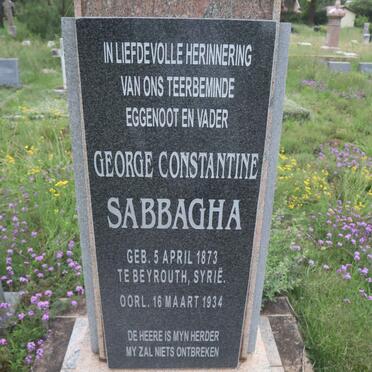 IN LIEFDEVOLLE HERINNERING
VAN ONS TEERBEMINDE
EGGENOOT EN VADER
GEORGE CONSTANTINE
SABBAGHA
GEB. 5 APRIL 1873
TE BEYROUTH, SYRIË.
OORL. 16 MAART 1934
DE HEERE IS MYN HERDER
MY ZAL NIETS ONTBREKEN